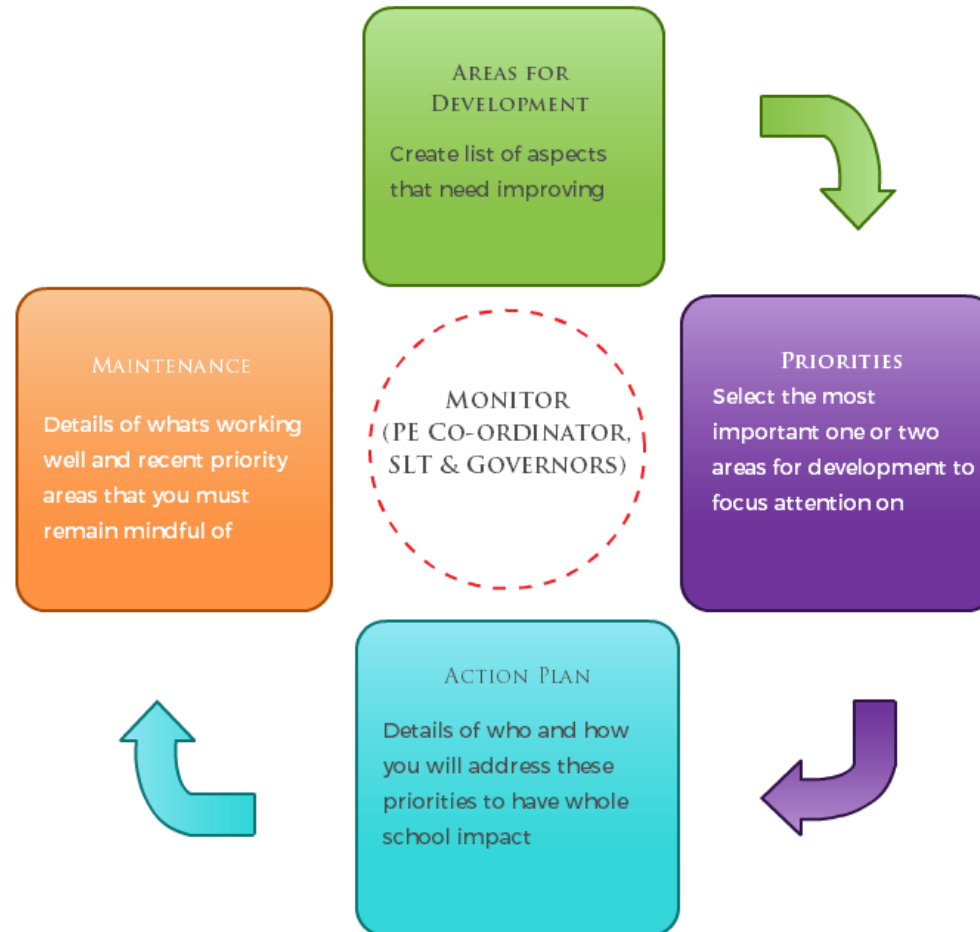 AREAS FOR
DEVELOPMENT
Create list of aspects
that need improving
PRIORITIES
Select the most
important one or two
areas for development to
focus attention on
ACTION PLAN
Details of who and how
you will address these
priorities to have whole
school impact
MAINTENANCE
Details of whats working
well and recent priority
areas that you must
remain mindful of
MONITOR
(PE CO-ORDINATOR,
SLT & GOVERNORS)